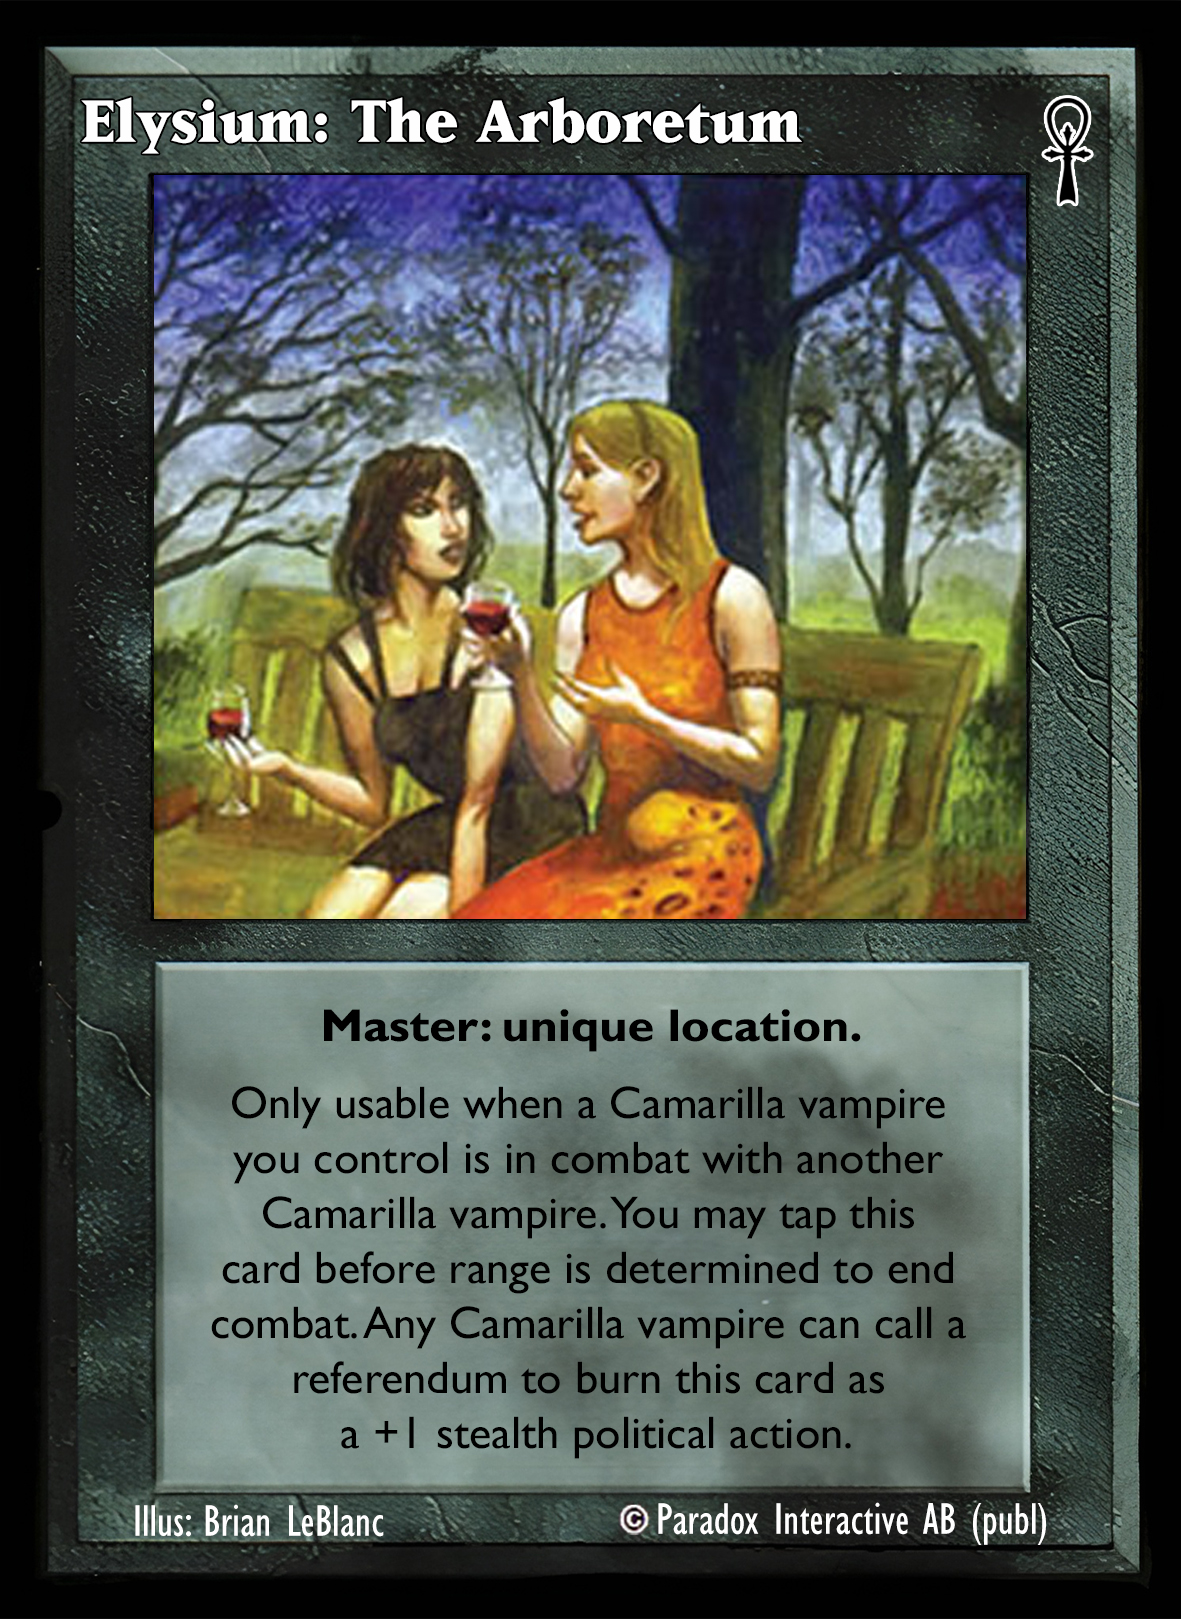 Elysium: The Arboretum
Master: unique location.
Only usable when a Camarilla vampire
you control is in combat with another
Camarilla vampire. You may tap this
card before range is determined to end
combat. Any Camarilla vampire can call a
referendum to burn this card as
a +1 stealth political action.
Illus: Brian LeBlanc
© Paradox Interactive AB (publ)